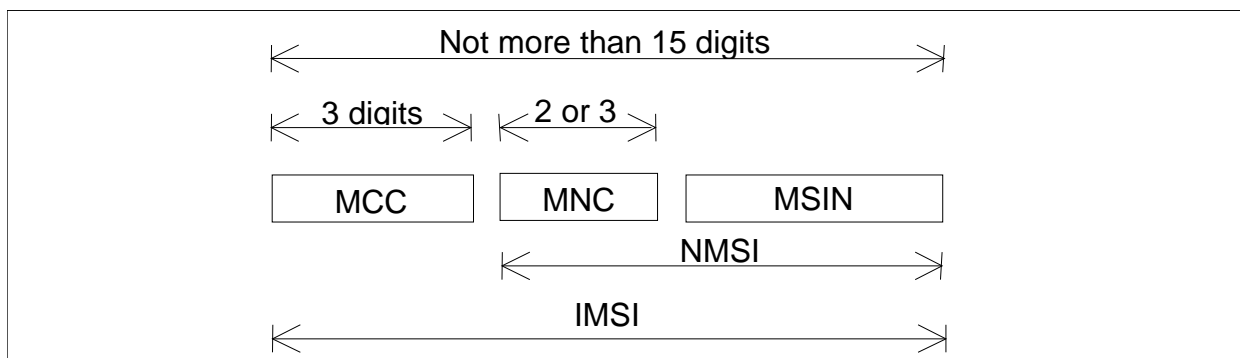 Not more than 15 digits
3 digits
2 or 3
MCC
MNC
MSIN
NMSI
IMSI